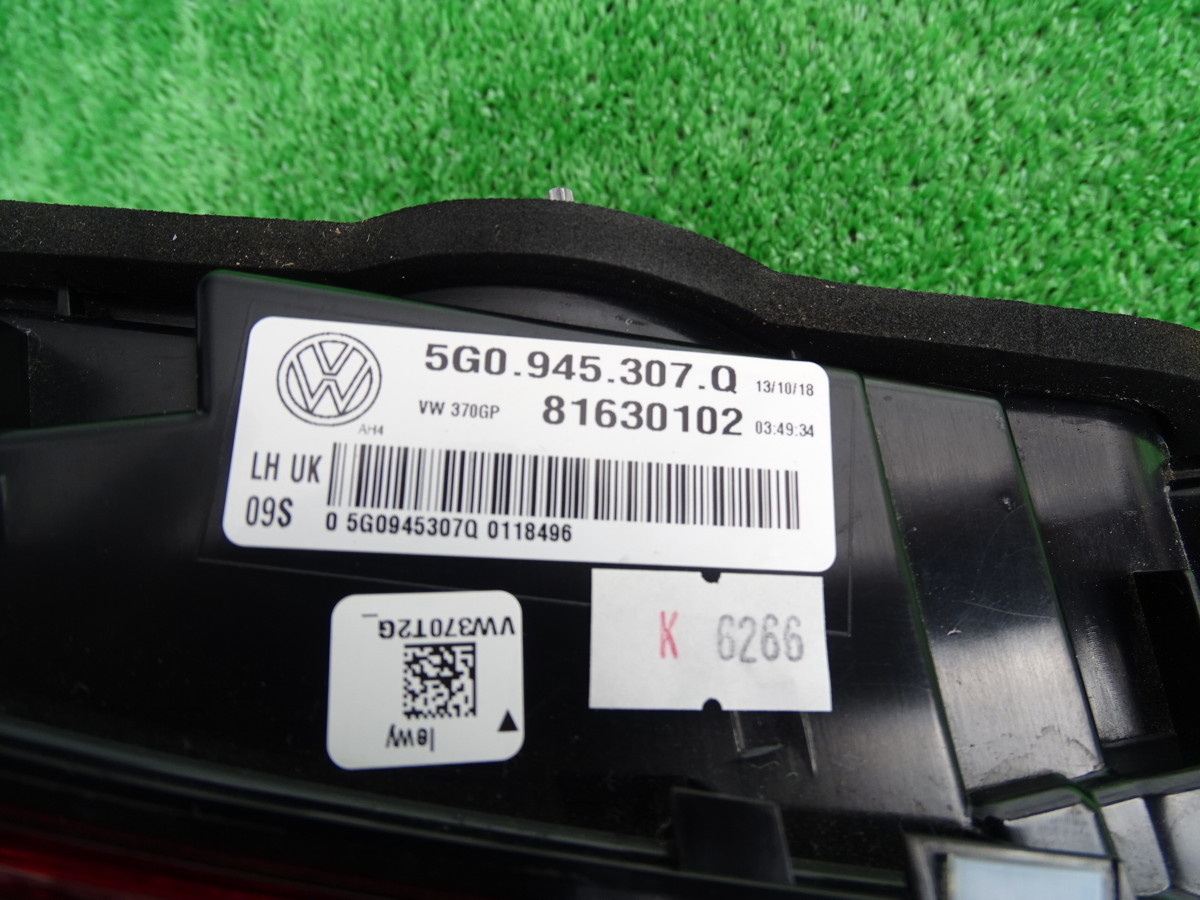 5G0.945.307.Q 13/10/18
VW 370GP 81630102 03:49:34
AH4
LH UK
09S
0 5G0945307Q 0118496
VW370T2G_
lewy
K 6266